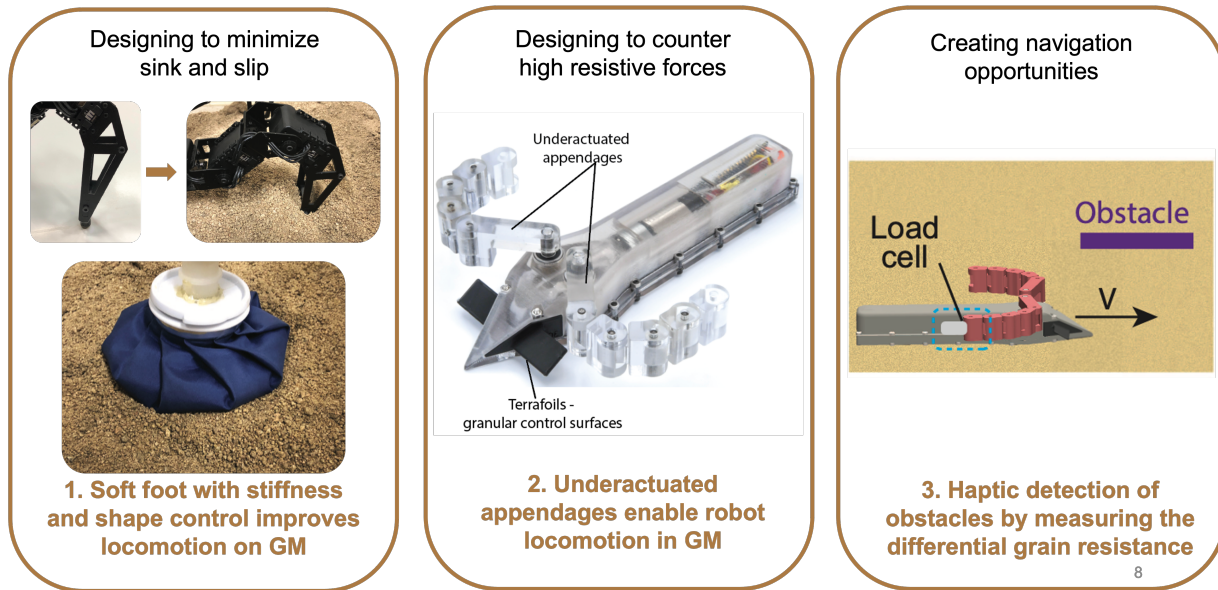 Designing to minimize
sink and slip
1. Soft foot with stiffness
and shape control improves
locomotion on GM
Designing to counter
high resistive forces
Underactuated
appendages
Terrafoils -
granular control surfaces
2. Underactuated
appendages enable robot
locomotion in GM
Creating navigation
opportunities
Obstacle
Load
cell
V
3. Haptic detection of
obstacles by measuring the
differential grain resistance
8